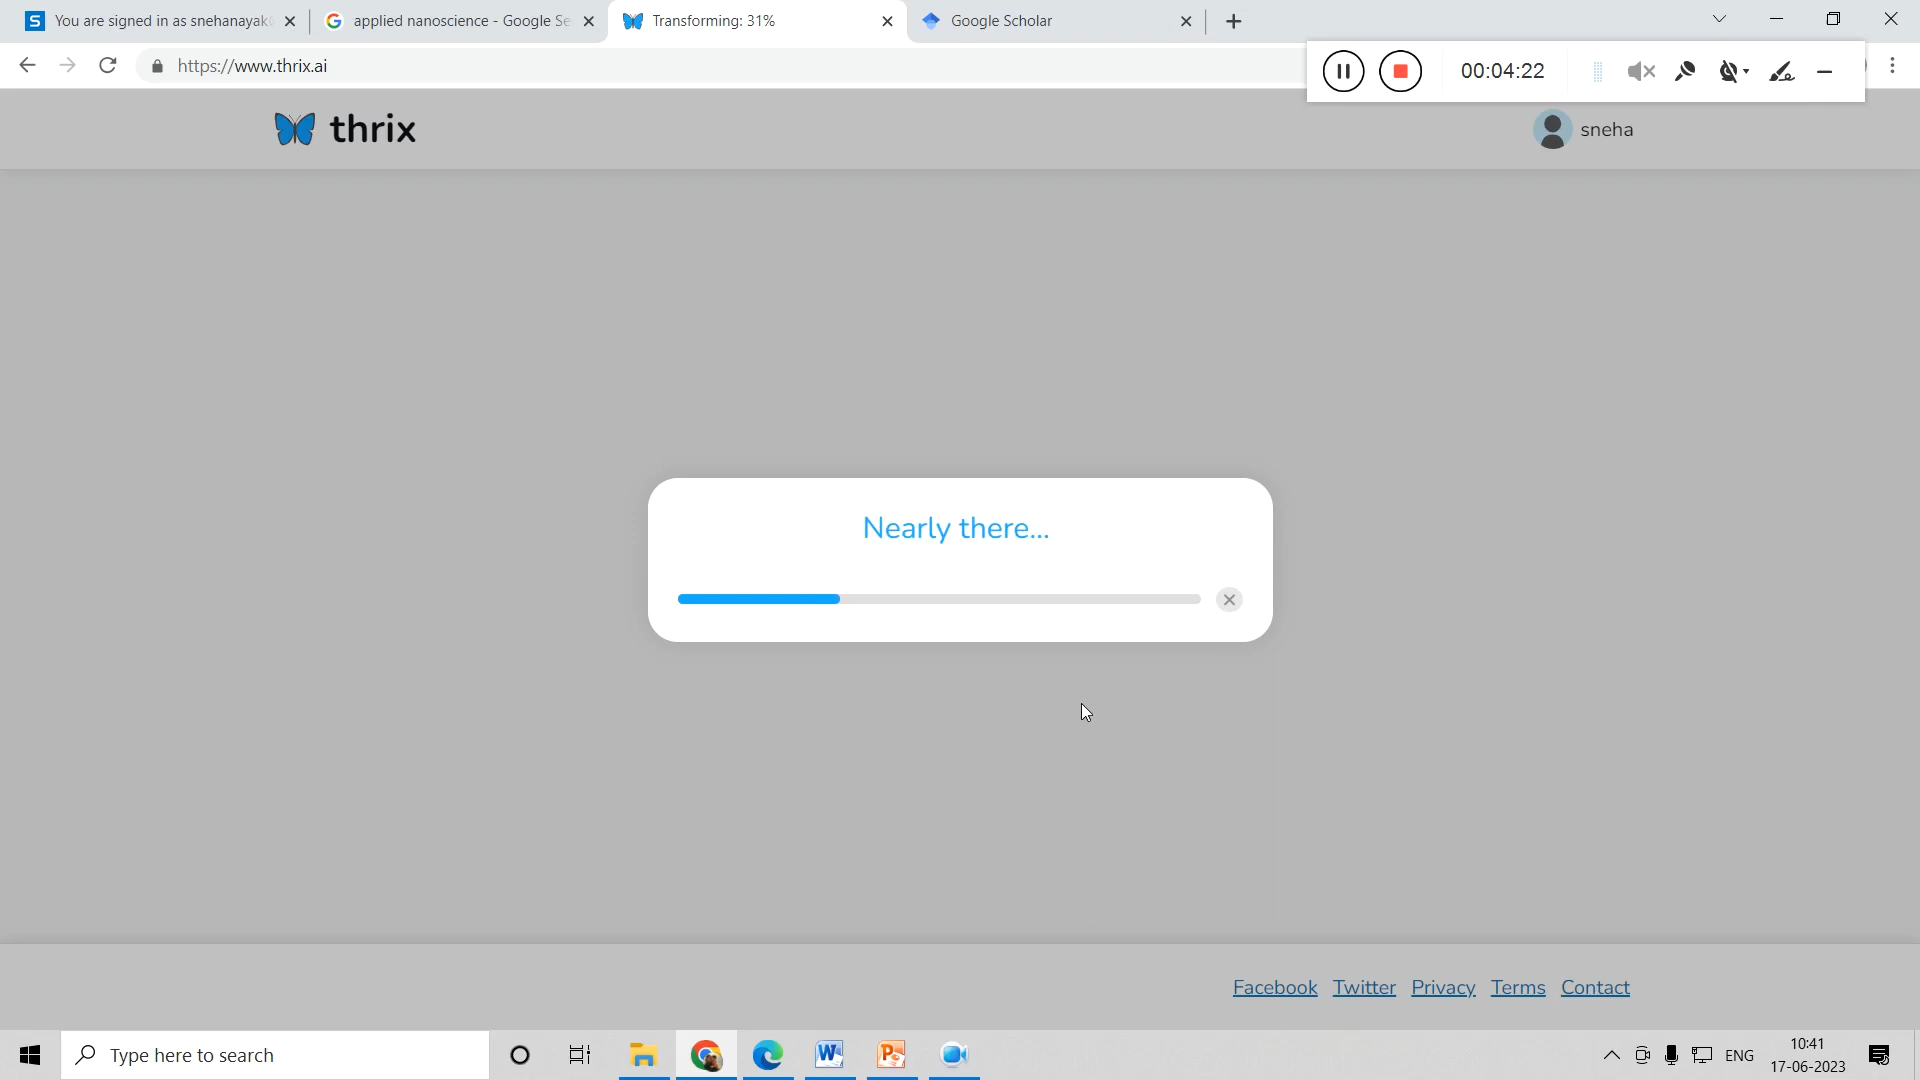 You are signed in as snehanayak
applied nanoscience - Google Se
Transforming: 31%
Google Scholar
https://www.thrix.ai
00:04:22
thrix
sneha
Nearly there...
Facebook Twitter Privacy Terms Contact
Type here to search
ENG
10:41
17-06-2023